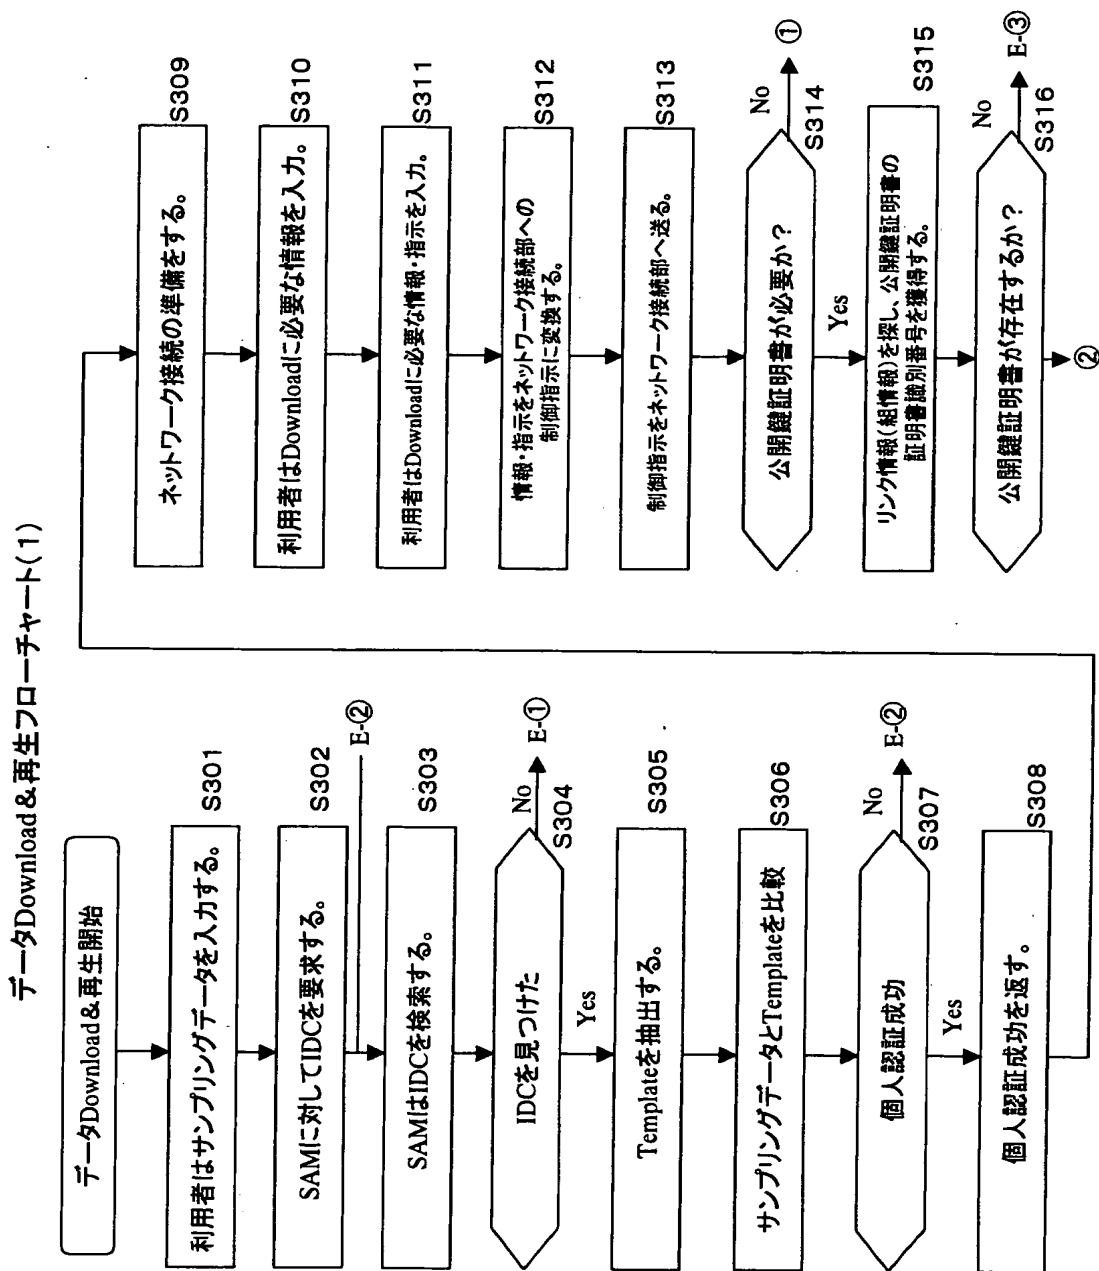 データDownload&再生フローチャート(1)
データDownload&再生開始
利用者はサンプリングデータを入力する。
S301
SAMに対してIDCを要求する。
S302
E-②
SAMはIDCを検索する。
S303
IDCを見つけた
No
E-①
S304
Yes
Templateを抽出する。
S305
サンプリングデータとTemplateを比較
S306
個人認証成功
No
E-②
S307
Yes
個人認証成功を返す。
S308
ネットワーク接続の準備をする。
S309
利用者はDownloadに必要な情報を入力。
S310
利用者はDownloadに必要な情報・指示を入力。
S311
情報・指示をネットワーク接続部への
制御指示に変換する。
S312
制御指示をネットワーク接続部へ送る。
S313
公開鍵証明書が必要か?
No
①
S314
Yes
リンク情報(組情報)を探し、公開鍵証明書の
証明書識別番号を獲得する。
S315
公開鍵証明書が存在するか?
No
E-③
S316
②